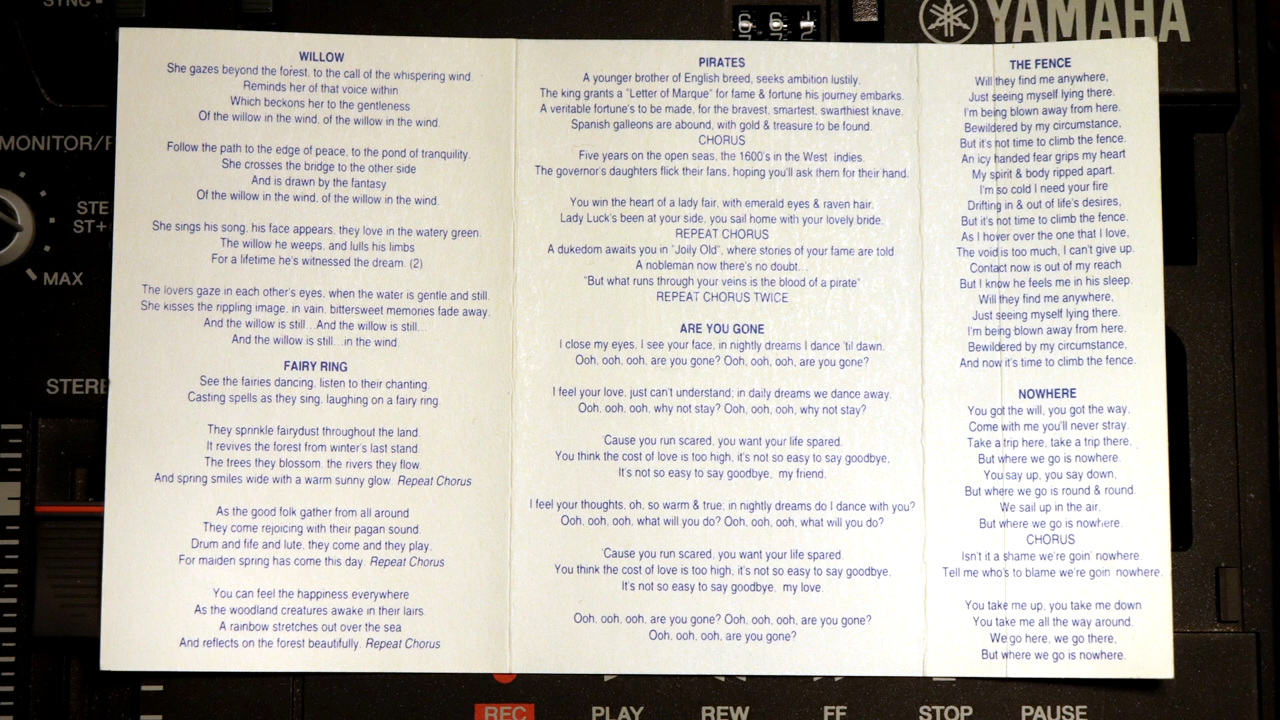 SYNC
YAMAHA
MONITOR/
STE
ST+
MAX
STERE
WILLOW
She gazes beyond the forest, to the call of the whispering wind.
Reminds her of that voice within
Which beckons her to the gentleness
Of the willow in the wind, of the willow in the wind.
Follow the path to the edge of peace, to the pond of tranquility.
She crosses the bridge to the other side
And is drawn by the fantasy
Of the willow in the wind, of the willow in the wind.
She sings his song, his face appears, they love in the watery green.
The willow he weeps, and lulls his limbs
For a lifetime he's witnessed the dream. (2)
The lovers gaze in each other's eyes, when the water is gentle and still.
She kisses the rippling image, in vain, bittersweet memories fade away.
And the willow is still...And the willow is still...
And the willow is still...in the wind.
FAIRY RING
See the fairies dancing, listen to their chanting,
Casting spells as they sing, laughing on a fairy ring.
They sprinkle fairydust throughout the land.
It revives the forest from winter's last stand.
The trees they blossom, the rivers they flow.
And spring smiles wide with a warm sunny glow. Repeat Chorus
As the good folk gather from all around
They come rejoicing with their pagan sound.
Drum and fife and lute, they come and they play.
For maiden spring has come this day. Repeat Chorus
You can feel the happiness everywhere
As the woodland creatures awake in their lairs.
A rainbow stretches out over the sea
And reflects on the forest beautifully. Repeat Chorus
PIRATES
A younger brother of English breed, seeks ambition lustily.
The king grants a "Letter of Marque" for fame & fortune his journey embarks.
A veritable fortune's to be made, for the bravest, smartest, swarthiest knave.
Spanish galleons are abound, with gold & treasure to be found.
CHORUS
Five years on the open seas, the 1600's in the West indies.
The governor's daughters flick their fans, hoping you'll ask them for their hand.
You win the heart of a lady fair, with emerald eyes & raven hair.
Lady Luck's been at your side, you sail home with your lovely bride.
REPEAT CHORUS
A dukedom awaits you in "Joily Old", where stories of your fame are told.
A nobleman now there's no doubt...
"But what runs through your veins is the blood of a pirate"
REPEAT CHORUS TWICE
ARE YOU GONE
I close my eyes, I see your face, in nightly dreams I dance 'til dawn.
Ooh, ooh, ooh, are you gone? Ooh, ooh, ooh, are you gone?
I feel your love, just can't understand; in daily dreams we dance away.
Ooh, ooh, ooh, why not stay? Ooh, ooh, ooh, why not stay?
'Cause you run scared, you want your life spared.
You think the cost of love is too high, it's not so easy to say goodbye,
It's not so easy to say goodbye, my friend.
I feel your thoughts, oh, so warm & true; in nightly dreams do I dance with you?
Ooh, ooh, ooh, what will you do? Ooh, ooh, ooh, what will you do?
'Cause you run scared, you want your life spared.
You think the cost of love is too high, it's not so easy to say goodbye,
It's not so easy to say goodbye, my love.
Ooh, ooh, ooh, are you gone? Ooh, ooh, ooh, are you gone?
Ooh, ooh, ooh, are you gone?
THE FENCE
Will they find me anywhere,
Just seeing myself lying there.
I'm being blown away from here.
Bewildered by my circumstance,
But it's not time to climb the fence.
An icy handed fear grips my heart
My spirit & body ripped apart.
I'm so cold I need your fire
Drifting in & out of life's desires,
But it's not time to climb the fence.
As I hover over the one that I love,
The void is too much, I can't give up.
Contact now is out of my reach
But I know he feels me in his sleep.
Will they find me anywhere,
Just seeing myself lying there.
I'm being blown away from here.
Bewildered by my circumstance,
And now it's time to climb the fence.
NOWHERE
You got the will, you got the way.
Come with me you'll never stray.
Take a trip here, take a trip there.
But where we go is nowhere.
You say up, you say down,
But where we go is round & round.
We sail up in the air.
But where we go is nowhere.
CHORUS
Isn't it a shame we're goin' nowhere.
Tell me who's to blame we're goin' nowhere.
You take me up, you take me down
You take me all the way around.
We go here, we go there,
But where we go is nowhere.
REC PLAY REW FF STOP PAUSE